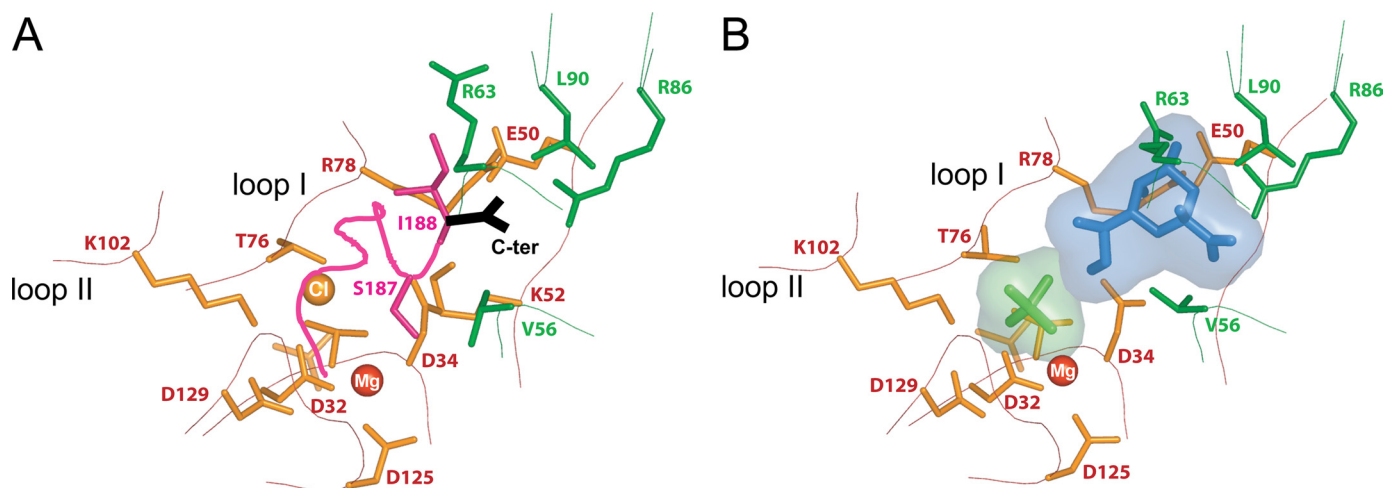 A
R63
L90
R86
E50
R78
loop I
I188
C-ter
K102
T76
loop II
Cl
S187
K52
V56
D34
Mg
D129
D32
D125
B
L90
R86
R63
E50
R78
loop I
K102
T76
loop II
V56
D34
Mg
D129
D32
D125